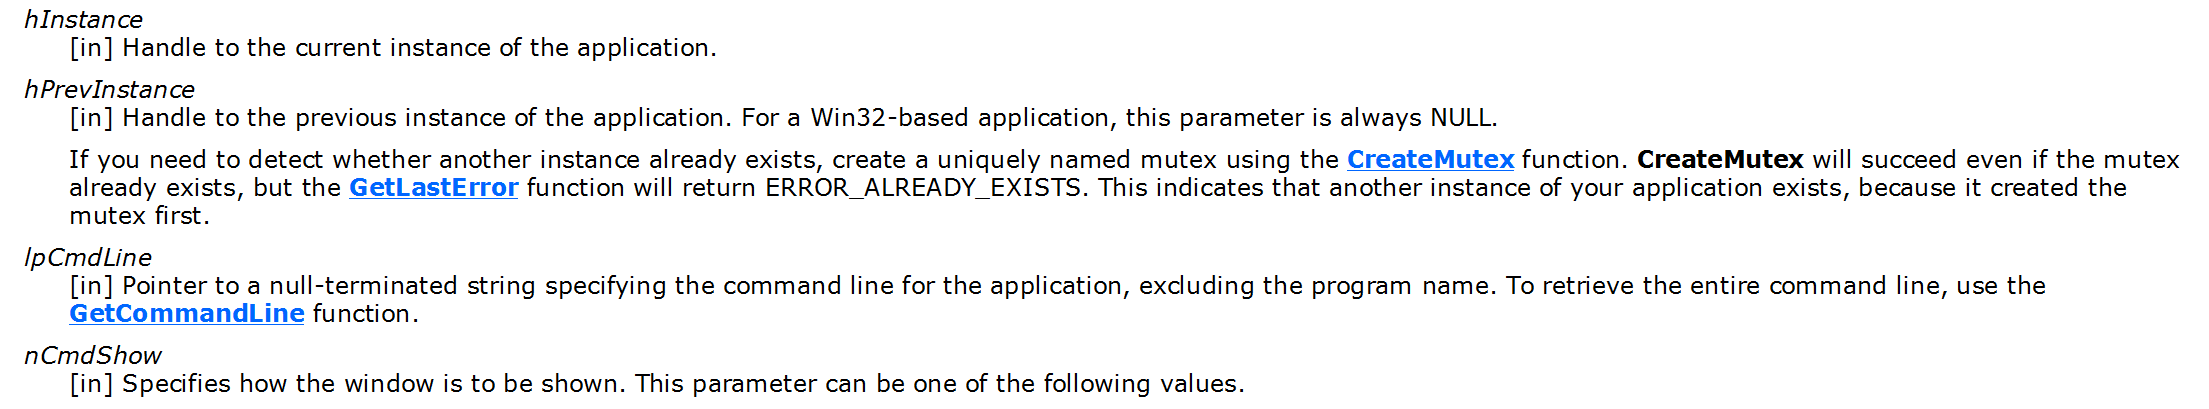 hInstance
[in] Handle to the current instance of the application.
hPrevInstance
[in] Handle to the previous instance of the application. For a Win32-based application, this parameter is always NULL.
If you need to detect whether another instance already exists, create a uniquely named mutex using the CreateMutex function. CreateMutex will succeed even if the mutex
already exists, but the GetLastError function will return ERROR_ALREADY_EXISTS. This indicates that another instance of your application exists, because it created the
mutex first.
lpCmdLine
[in] Pointer to a null-terminated string specifying the command line for the application, excluding the program name. To retrieve the entire command line, use the
GetCommandLine function.
nCmdShow
[in] Specifies how the window is to be shown. This parameter can be one of the following values.